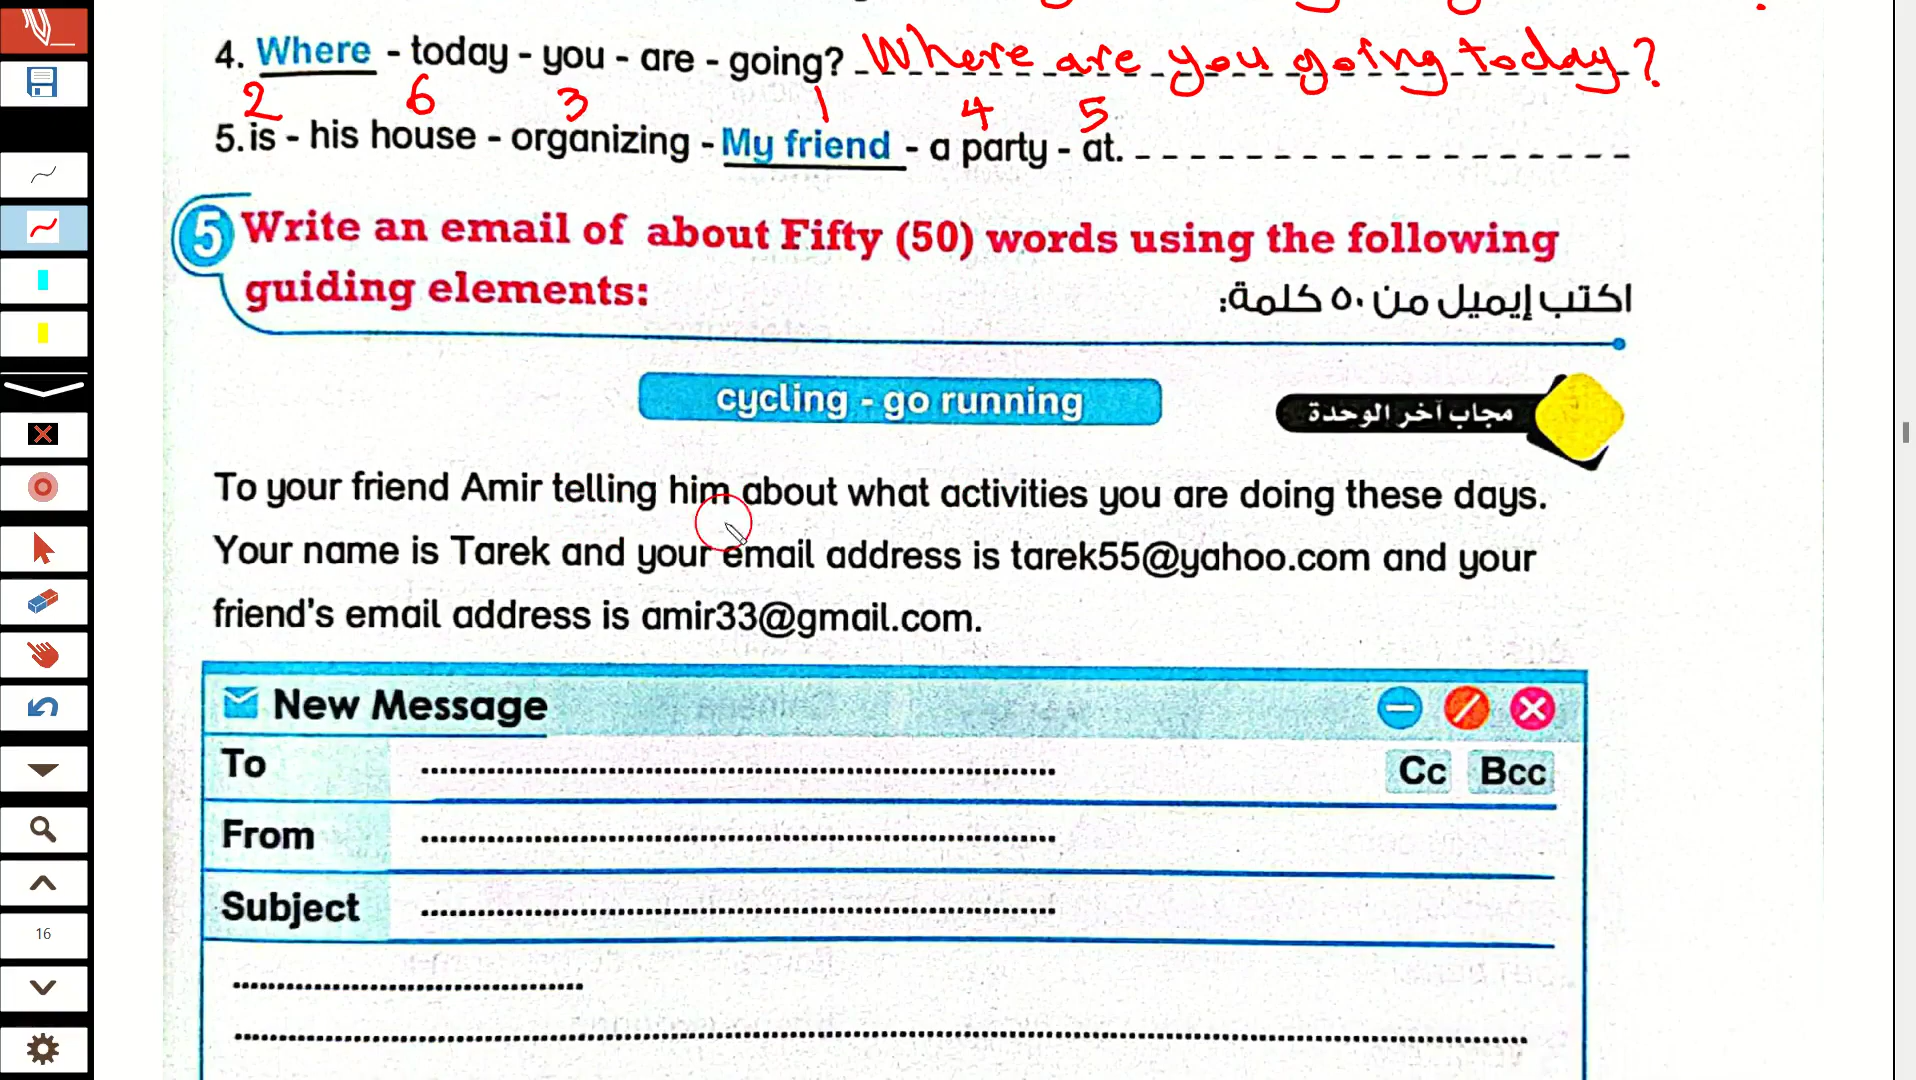 4. Where - today - you - are - going? Where are you going today?
2 6 3 1 4 5
5. is - his house - organizing - My friend - a party - at.
5 Write an email of about Fifty (50) words using the following
guiding elements:
اكتب إيميل من ٥٠ كلمة:
cycling - go running
مجاب آخر الوحدة
To your friend Amir telling him about what activities you are doing these days.
Your name is Tarek and your email address is tarek55@yahoo.com and your
friend's email address is amir33@gmail.com.
New Message
To
Cc Bcc
From
Subject
16